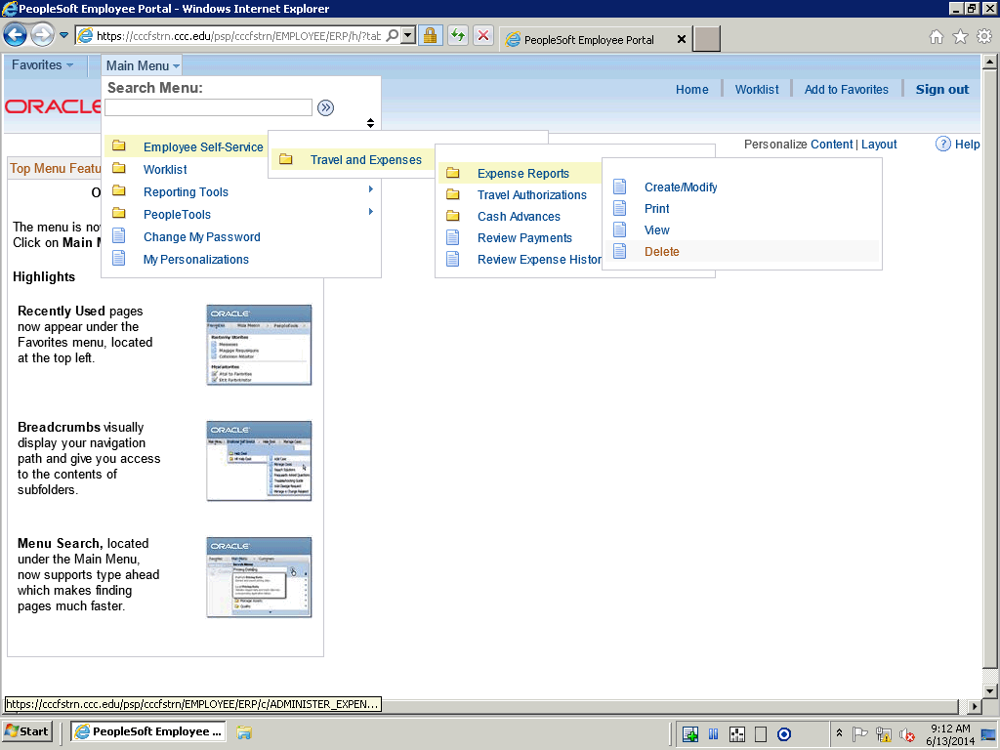 PeopleSoft Employee Portal - Windows Internet Explorer
https://cccfstrn.ccc.edu/psp/cccfstrn/EMPLOYEE/ERP/h/?tab
PeopleSoft Employee Portal
Favorites
Main Menu
Search Menu:
ORACLE
Home
Worklist
Add to Favorites
Sign out
Personalize Content | Layout
Help
Employee Self-Service
Worklist
Reporting Tools
PeopleTools
Change My Password
My Personalizations
Travel and Expenses
Expense Reports
Travel Authorizations
Cash Advances
Review Payments
Review Expense Histor
Create/Modify
Print
View
Delete
Top Menu Featu
O
The menu is now
Click on Main M
Highlights
Recently Used pages
now appear under the
Favorites menu, located
at the top left.
ORACLE
Breadcrumbs visually
display your navigation
path and give you access
to the contents of
subfolders.
ORACLE
Menu Search, located
under the Main Menu,
now supports type ahead
which makes finding
pages much faster.
ORACLE
https://cccfstrn.ccc.edu/psp/cccfstrn/EMPLOYEE/ERP/c/ADMINISTER_EXPEN...
Start
PeopleSoft Employee ...
9:12 AM
6/13/2014